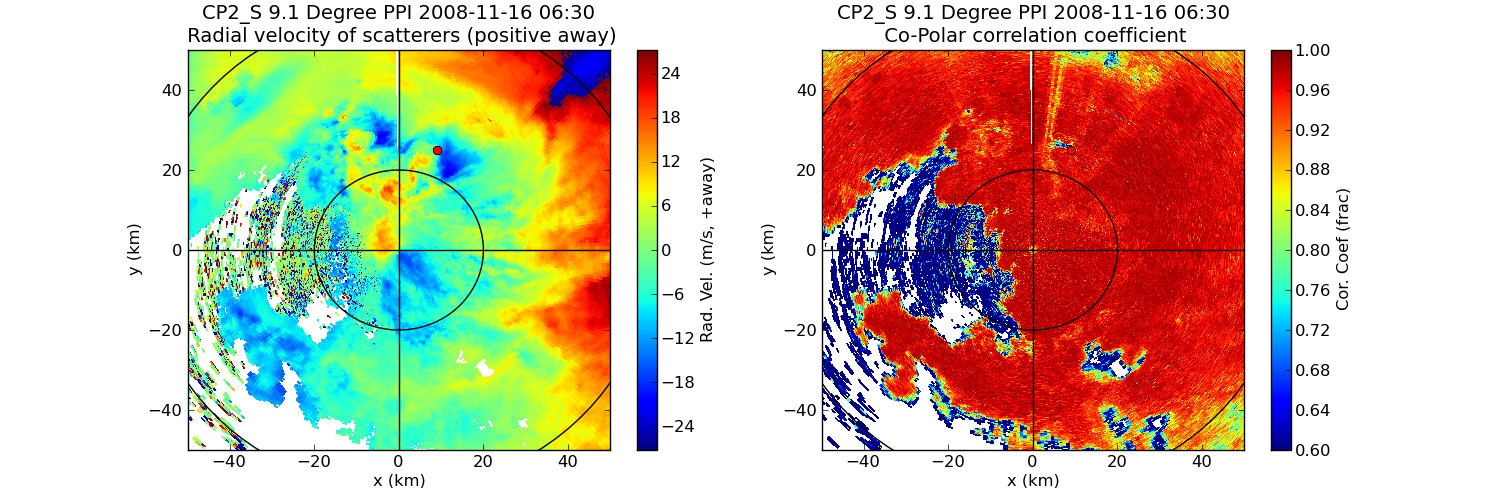 CP2_S 9.1 Degree PPI 2008-11-16 06:30
Radial velocity of scatterers (positive away)
40
20
0
−20
−40
y (km)
−40 −20 0 20 40
x (km)
24
18
12
6
0
−6
−12
−18
−24
Rad. Vel. (m/s, +away)
CP2_S 9.1 Degree PPI 2008-11-16 06:30
Co-Polar correlation coefficient
40
20
0
−20
−40
y (km)
−40 −20 0 20 40
x (km)
1.00
0.96
0.92
0.88
0.84
0.80
0.76
0.72
0.68
0.64
0.60
Cor. Coef (frac)